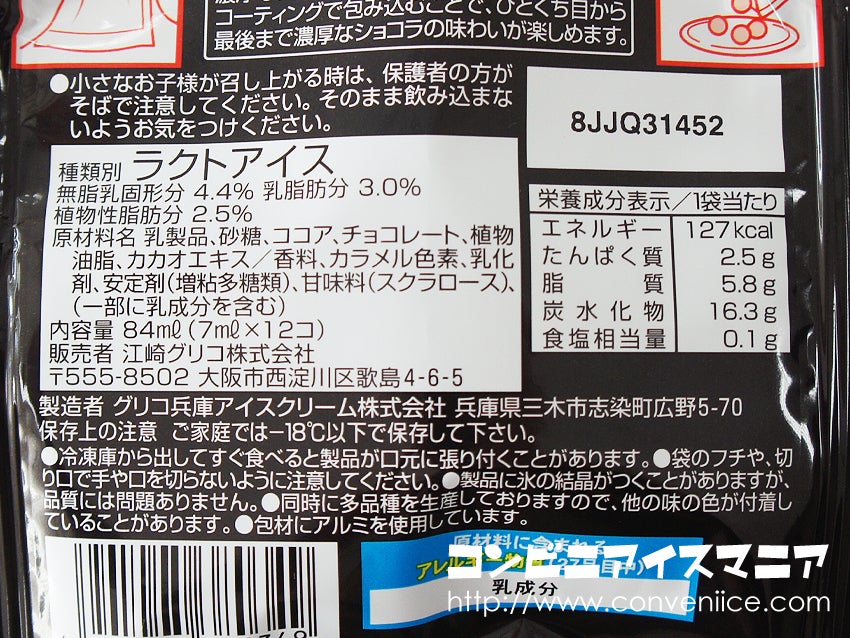 コーティングで包み込むことで、ひとくち目から
最後まで濃厚なショコラの味わいが楽しめます。
●小さなお子様が召し上がる時は、保護者の方が
そばで注意してください。そのまま飲み込まな
いようお気をつけください。
8JJQ31452
種類別 ラクトアイス
無脂乳固形分 4.4% 乳脂肪分 3.0%
植物性脂肪分 2.5%
原材料名 乳製品、砂糖、ココア、チョコレート、植物
油脂、カカオエキス／香料、カラメル色素、乳化
剤、安定剤(増粘多糖類)、甘味料(スクラロース)、
(一部に乳成分を含む)
内容量 84ml(7ml×12コ)
販売者 江崎グリコ株式会社
〒555-8502 大阪市西淀川区歌島4-6-5
栄養成分表示／1袋当たり
エネルギー 127kcal
たんぱく質 2.5g
脂質 5.8g
炭水化物 16.3g
食塩相当量 0.1g
製造者 グリコ兵庫アイスクリーム株式会社 兵庫県三木市志染町広野5-70
保存上の注意 ご家庭では-18℃以下で保存して下さい。
●冷凍庫から出してすぐ食べると製品が口元に張り付くことがあります。●袋のフチや、切
り口で手や口を切らないように注意してください。●製品に氷の結晶がつくことがありますが、
品質には問題ありません。●同時に多品種を生産しておりますので、他の味の色が付着し
ていることがあります。●包材にアルミを使用しています。
原材料に含まれる
アレルギー物質(27品目中)
乳成分
コンビニアイスマニア
http://www.conveniice.com